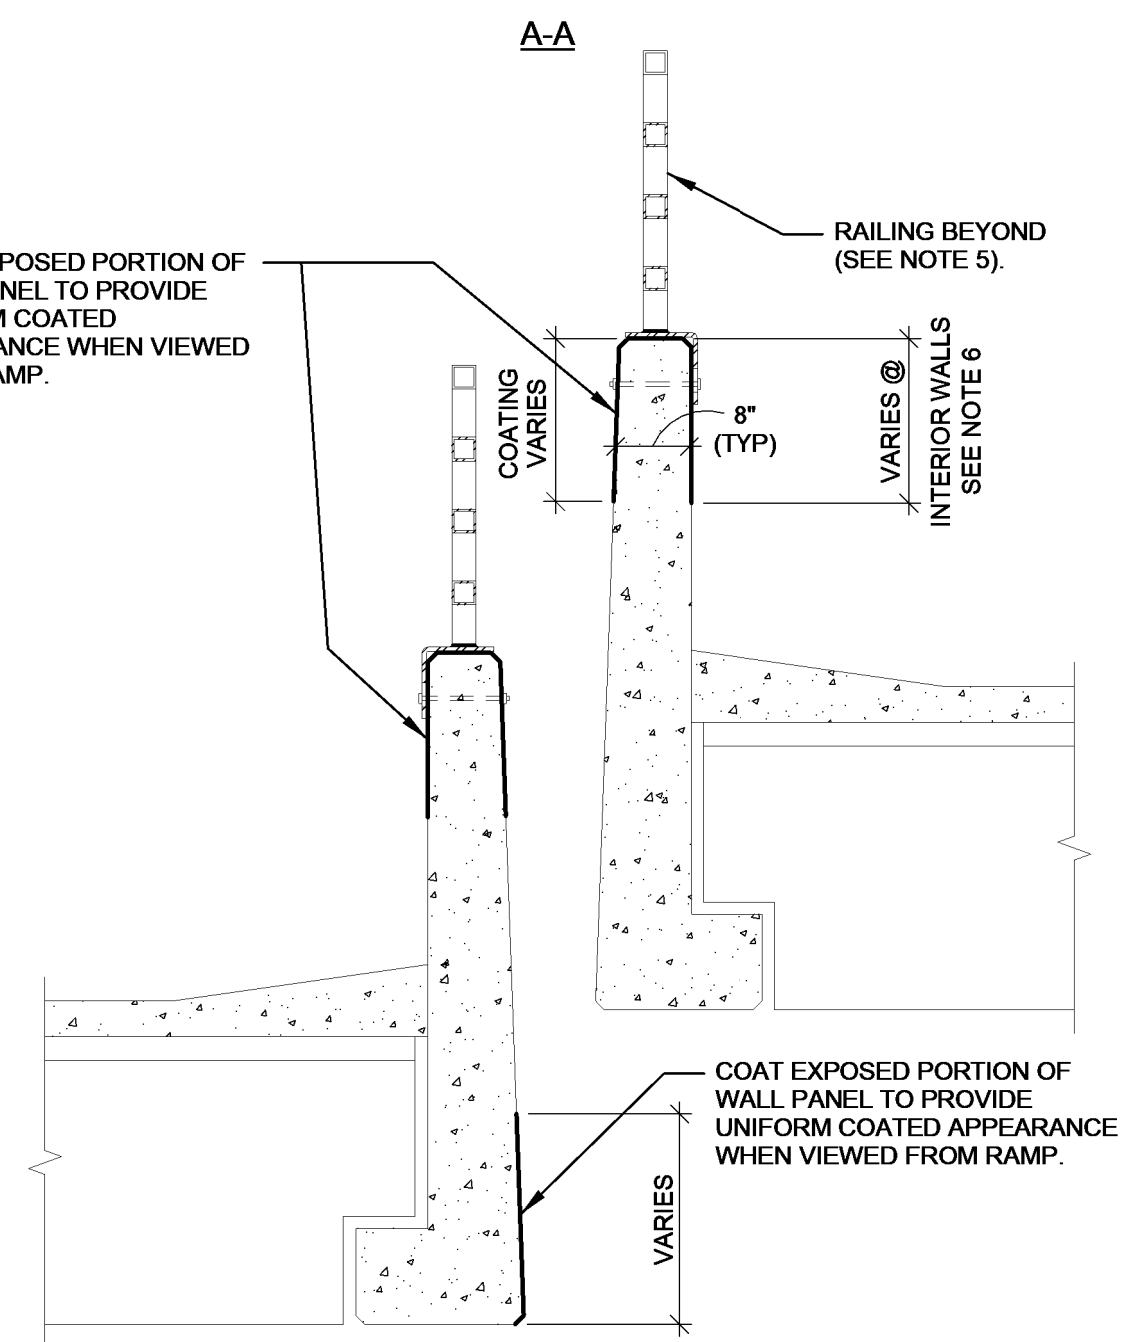 A-A
RAILING BEYOND
(SEE NOTE 5).
POSED PORTION OF
NEL TO PROVIDE
COATED
ANCE WHEN VIEWED
AMP.
COATING
VARIES
8"
(TYP)
VARIES @
INTERIOR WALLS
SEE NOTE 6
COAT EXPOSED PORTION OF
WALL PANEL TO PROVIDE
UNIFORM COATED APPEARANCE
WHEN VIEWED FROM RAMP.
VARIES